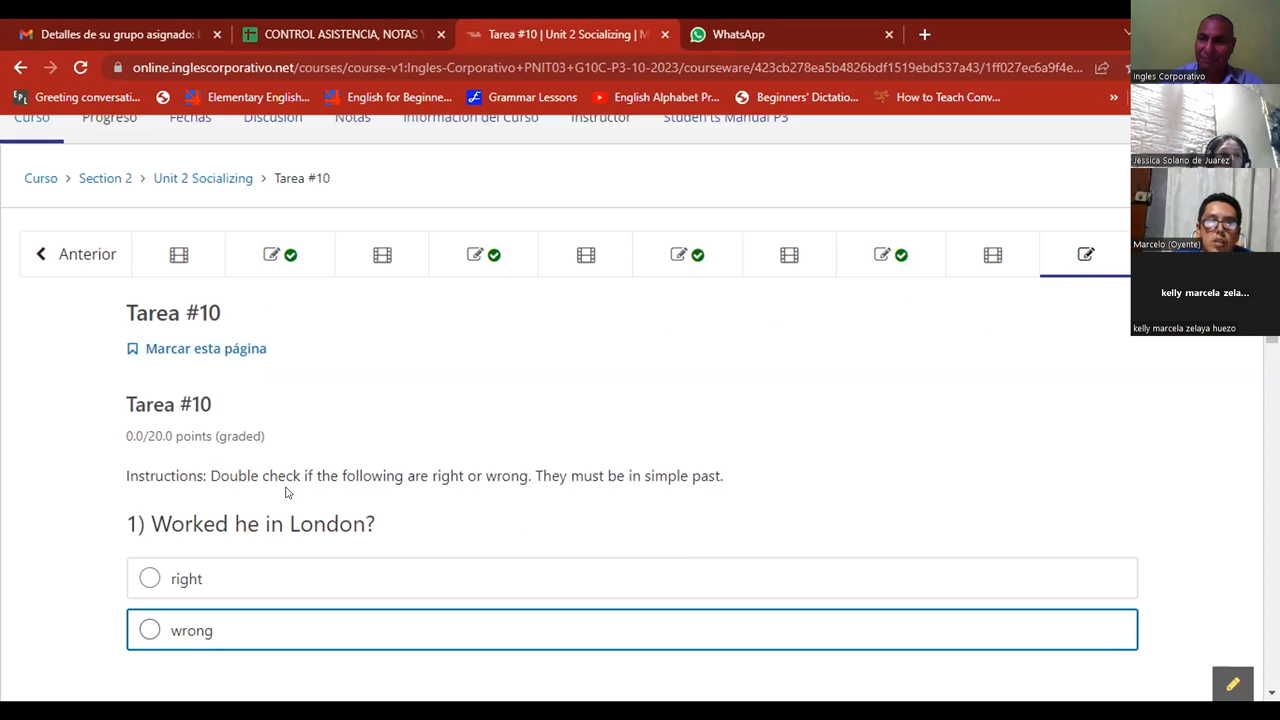 Detalles de su grupo asignado:
CONTROL ASISTENCIA, NOTAS Y
Tarea #10 | Unit 2 Socializing | M
WhatsApp
online.inglescorporativo.net/courses/course-v1:Ingles-Corporativo+PNIT03+G10C-P3-10-2023/courseware/423cb278ea5b4826bdf1519ebd537a43/1ff027ec6a9f4e...
Greeting conversati...
Elementary English...
English for Beginne...
Grammar Lessons
English Alphabet Pr...
Beginners' Dictatio...
How to Teach Conv...
»
Curso
Progreso
Fechas
Discusión
Notas
Información del Curso
Instructor
Studen ts Manual P3
Curso > Section 2 > Unit 2 Socializing > Tarea #10
Anterior
Tarea #10
Marcar esta página
Tarea #10
0.0/20.0 points (graded)
Instructions: Double check if the following are right or wrong. They must be in simple past.
1) Worked he in London?
right
wrong
Ingles Corporativo
Jessica Solano de Juarez
Marcelo (Oyente)
kelly marcela zela...
kelly marcela zelaya huezo